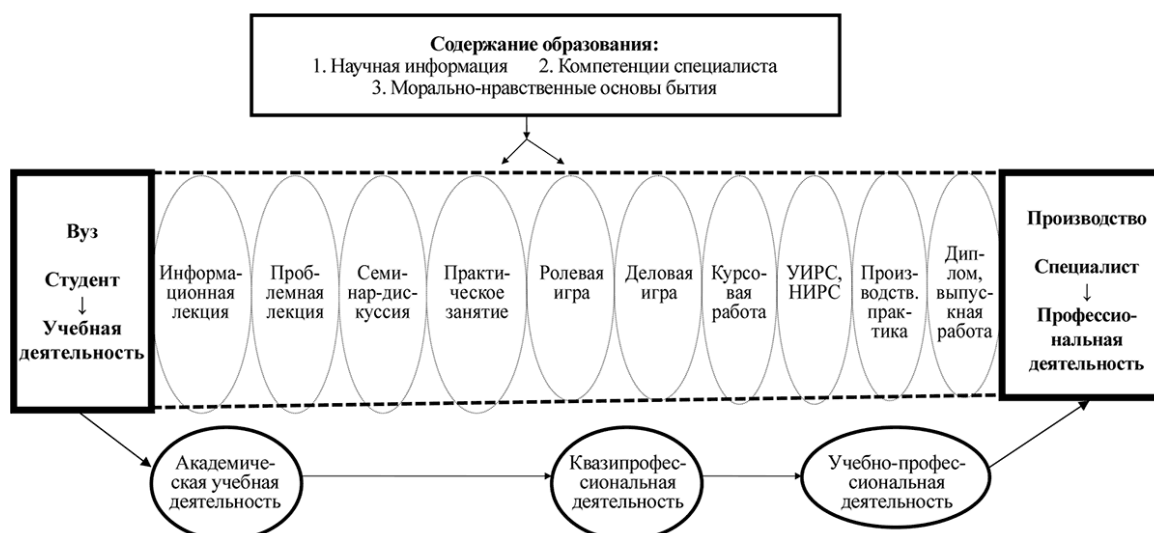 Содержание образования:
1. Научная информация 2. Компетенции специалиста
3. Морально-нравственные основы бытия
Вуз
Студент
↓
Учебная
деятельность
Информа-
ционная
лекция
Проб-
лемная
лекция
Семи-
нар-дис-
куссия
Практи-
ческое
занятие
Ролевая
игра
Деловая
игра
Курсо-
вая
работа
УИРС,
НИРС
Произ-
водств.
прак-
тика
Дип-
лом,
выпус-
кная
работа
Производство
Специалист
↓
Профессио-
нальная
деятельность
Академиче-
ская учебная
деятельность
Квазипрофес-
сиональная
деятельность
Учебно-профес-
сиональная
деятельность